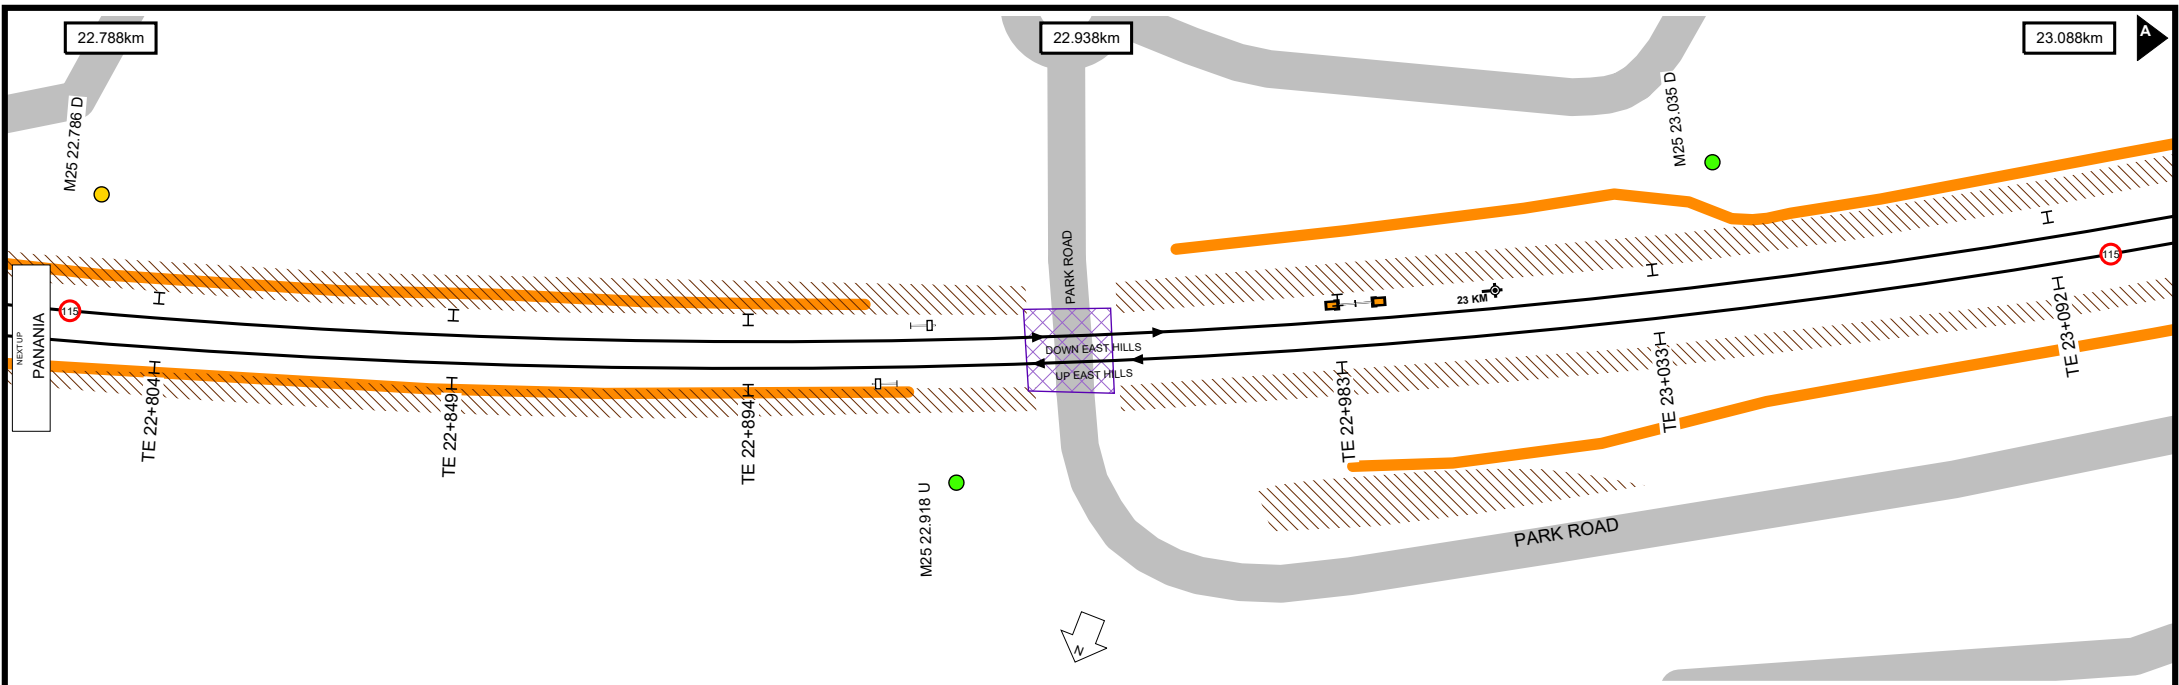 22.788km
22.938km
23.088km
A
M25 22.786 D
M25 23.035 D
PARK ROAD
115
115
NEXT UP
PANANIA
23 KM
DOWN EAST HILLS
UP EAST HILLS
TE 22+804
TE 22+849
TE 22+894
TE 22+983
TE 23+033
TE 23+092
M25 22.918 U
PARK ROAD
N